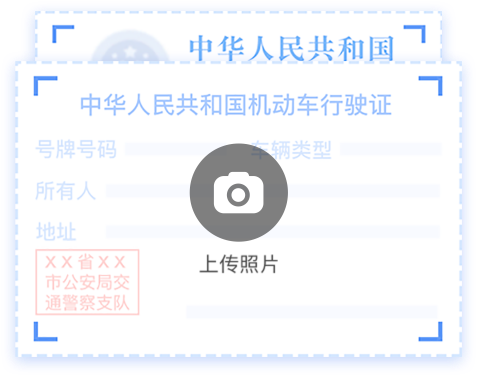 中华人民共和国
中华人民共和国机动车行驶证
号牌号码 车辆类型
所有人
地址
上传照片
XX省XX
市公安局交
通警察支队